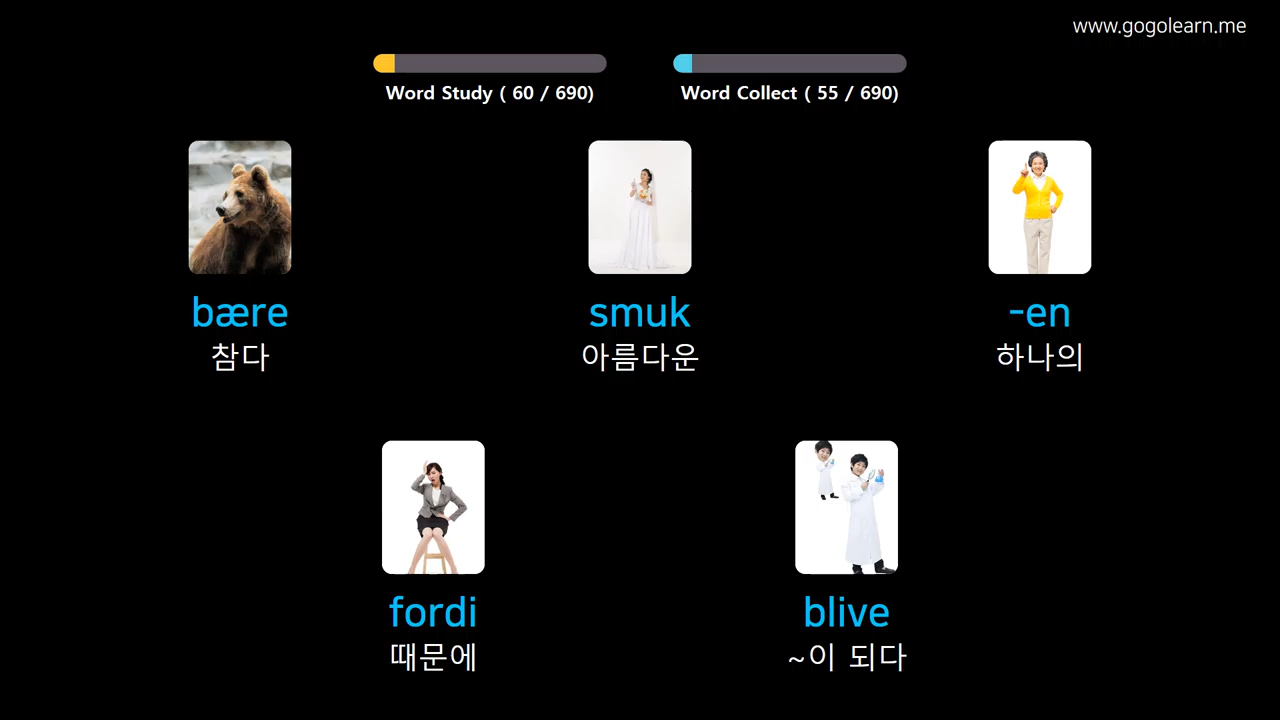 www.gogolearn.me
Word Study ( 60 / 690)
Word Collect ( 55 / 690)
bære
참다
smuk
아름다운
-en
하나의
fordi
때문에
blive
~이 되다